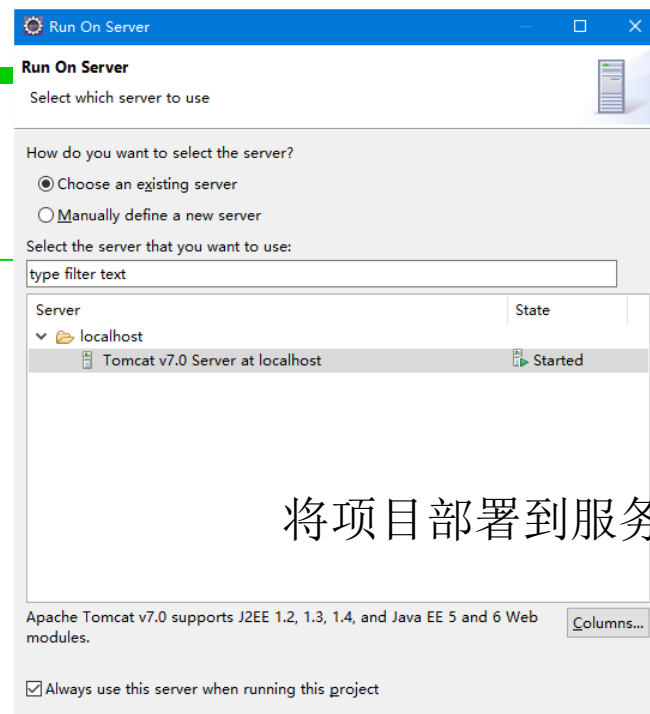 Run On Server
Run On Server
Select which server to use
How do you want to select the server?
Choose an existing server
Manually define a new server
Select the server that you want to use:
type filter text
Server State
localhost
Tomcat v7.0 Server at localhost Started
将项目部署到服务
Apache Tomcat v7.0 supports J2EE 1.2, 1.3, 1.4, and Java EE 5 and 6 Web
modules.
Columns...
Always use this server when running this project